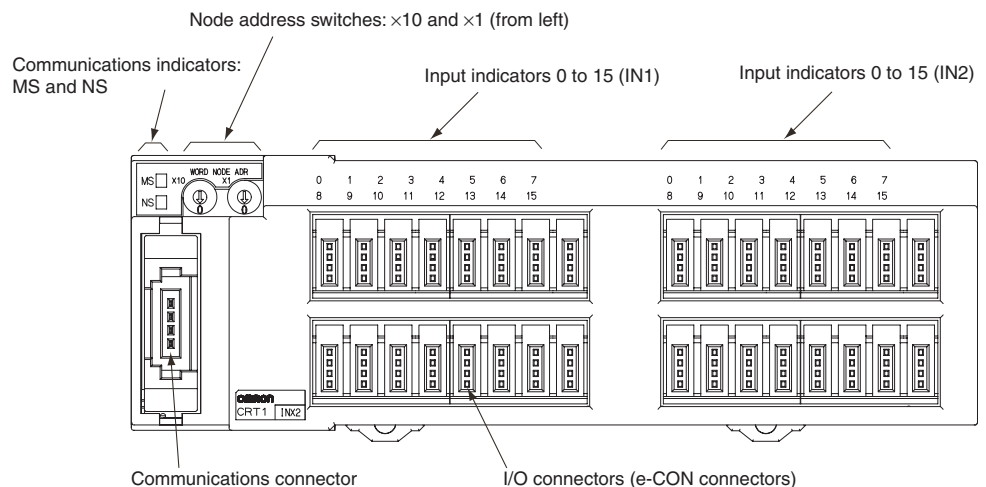 Node address switches: ×10 and ×1 (from left)
Communications indicators:
MS and NS
Input indicators 0 to 15 (IN1)
Input indicators 0 to 15 (IN2)
WORD NODE ADR
MS X10 X1
NS
0 0
0 1 2 3 4 5 6 7
8 9 10 11 12 13 14 15
0 1 2 3 4 5 6 7
8 9 10 11 12 13 14 15
OMRON
CRT1 INX2
Communications connector
I/O connectors (e-CON connectors)